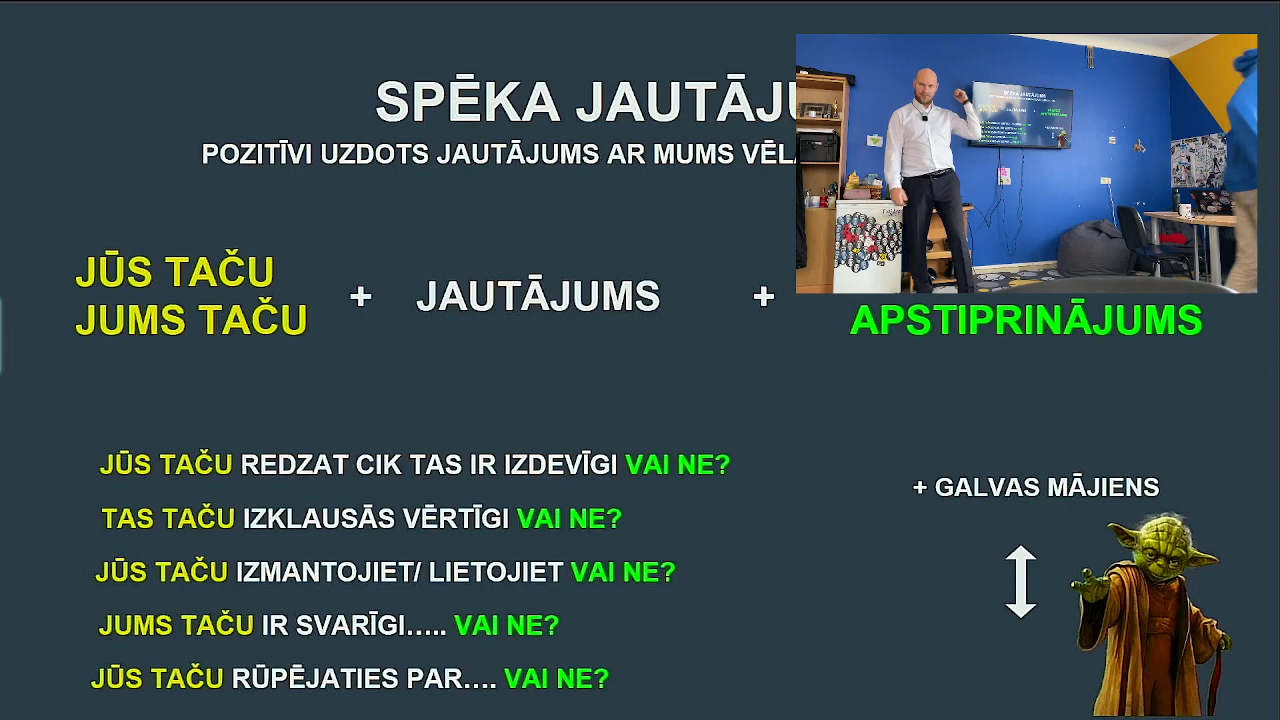 SPĒKA JAUTĀJU
POZITĪVI UZDOTS JAUTĀJUMS AR MUMS VĒL
JŪS TAČU
JUMS TAČU
+ JAUTĀJUMS +
APSTIPRINĀJUMS
JŪS TAČU REDZAT CIK TAS IR IZDEVĪGI VAI NE?
TAS TAČU IZKLAUSĀS VĒRTĪGI VAI NE?
JŪS TAČU IZMANTOJIET/ LIETOJIET VAI NE?
JUMS TAČU IR SVARĪGI….. VAI NE?
JŪS TAČU RŪPĒJATIES PAR…. VAI NE?
+ GALVAS MĀJIENS